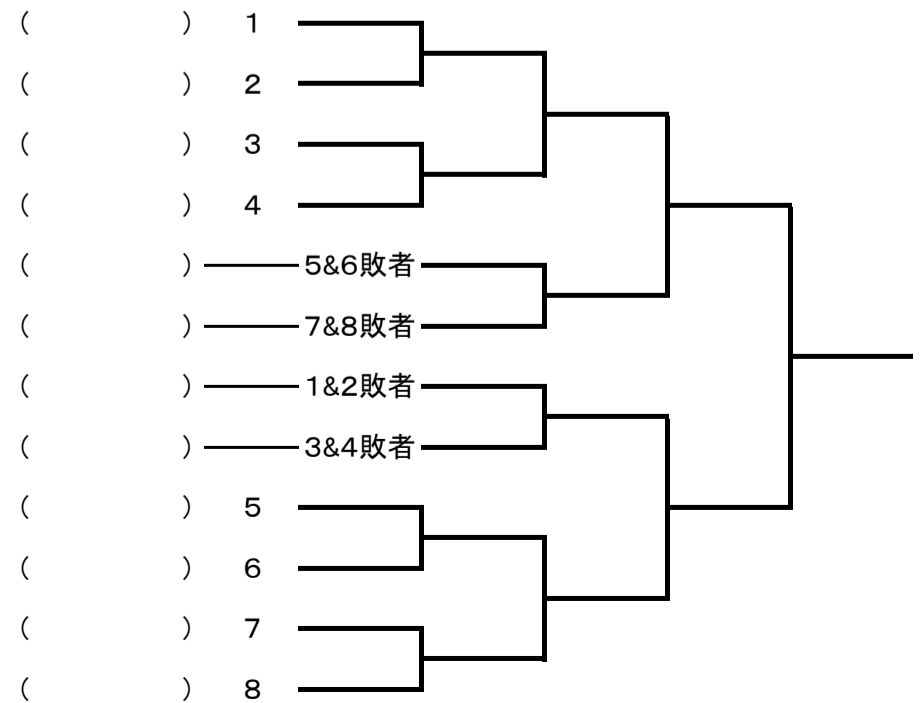 （　　　　　）　1
（　　　　　）　2
（　　　　　）　3
（　　　　　）　4
（　　　　　）　5&6敗者
（　　　　　）　7&8敗者
（　　　　　）　1&2敗者
（　　　　　）　3&4敗者
（　　　　　）　5
（　　　　　）　6
（　　　　　）　7
（　　　　　）　8